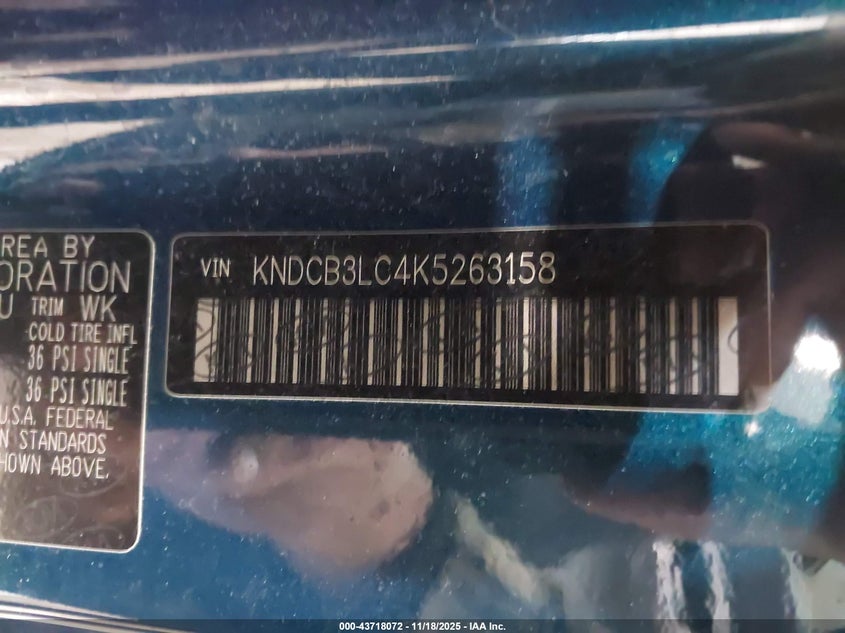 REA BY
ORATION
U TRIM WK
COLD TIRE INFL
36 PSI SINGLE
36 PSI SINGLE
U.S.A. FEDERAL
N STANDARDS
HOWN ABOVE.
VIN KNDCB3LC4K5263158
000-43718072 — 11/18/2025 - IAA Inc.